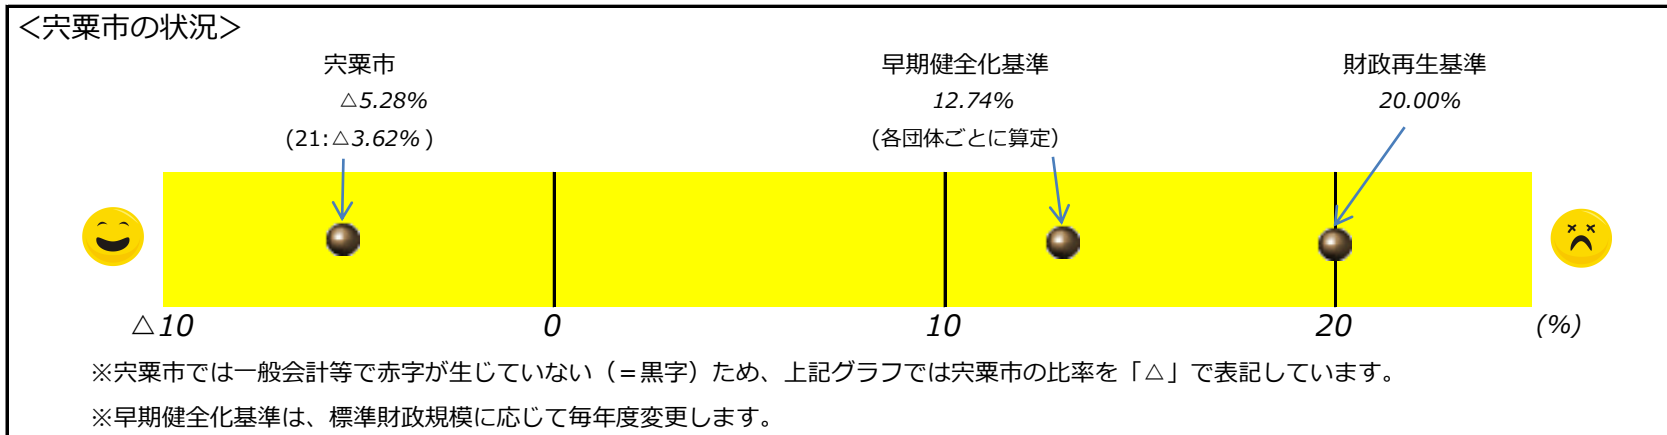 ＜宍粟市の状況＞
宍粟市 早期健全化基準 財政再生基準
△5.28% 12.74% 20.00%
(21:△3.62% ) (各団体ごとに算定)
△10 0 10 20 (%)
※宍粟市では一般会計等で赤字が生じていない（＝黒字）ため、上記グラフでは宍粟市の比率を「△」で表記しています。
※早期健全化基準は、標準財政規模に応じて毎年度変更します。